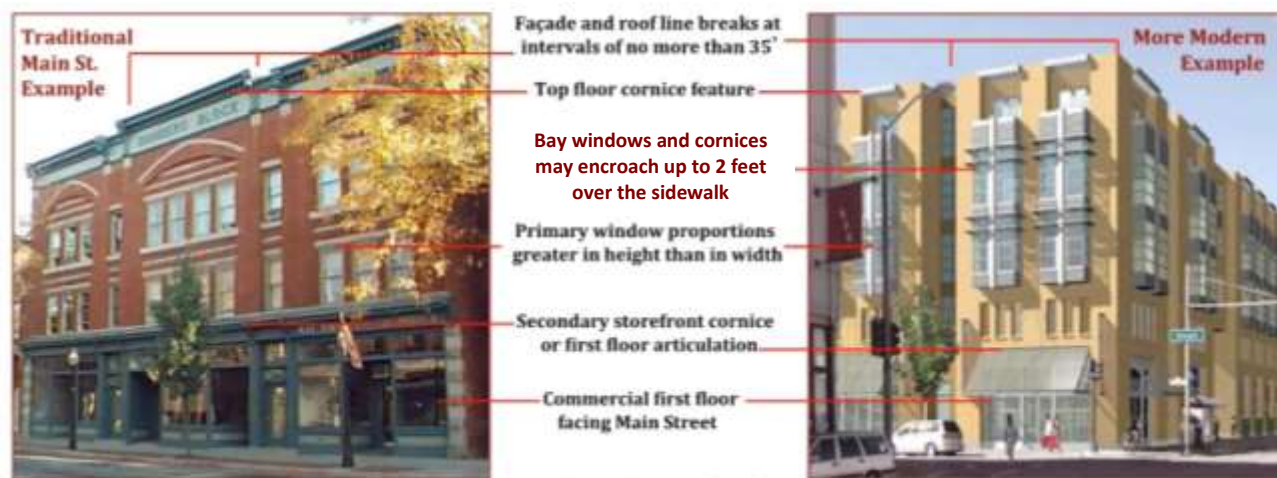 Traditional
Main St.
Example
Façade and roof line breaks at
intervals of no more than 35'
More Modern
Example
Top floor cornice feature
Bay windows and cornices
may encroach up to 2 feet
over the sidewalk
Primary window proportions
greater in height than in width
Secondary storefront cornice
or first floor articulation
Commercial first floor
facing Main Street
BLOCK